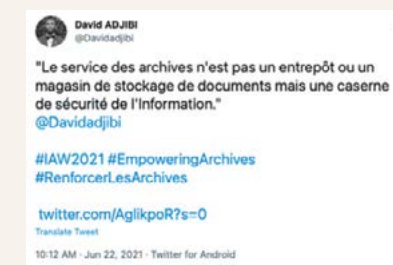 David ADJIBI
@Davidadjibi
"Le service des archives n'est pas un entrepôt ou un
magasin de stockage de documents mais une caserne
de sécurité de l'Information."
@Davidadjibi
#IAW2021 #EmpoweringArchives
#RenforcerLesArchives
twitter.com/AglikpoR?s=0
Translate Tweet
10:12 AM · Jun 22, 2021 · Twitter for Android